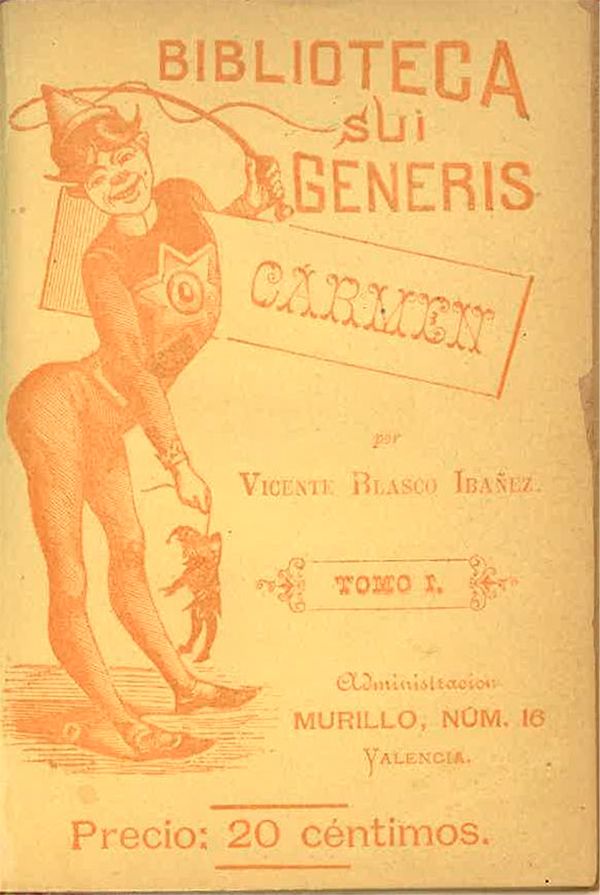 BIBLIOTECA
sui
GENERIS
CARMEN
por
VICENTE BLASCO IBAÑEZ.
TOMO I.
Administracion
MURILLO, NÚM. 16
VALENCIA.
Precio: 20 céntimos.